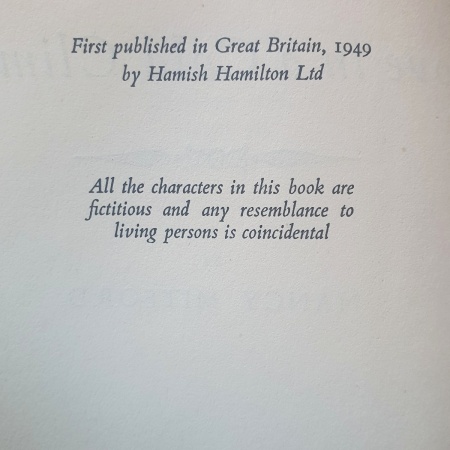 First published in Great Britain, 1949
by Hamish Hamilton Ltd
All the characters in this book are
fictitious and any resemblance to
living persons is coincidental